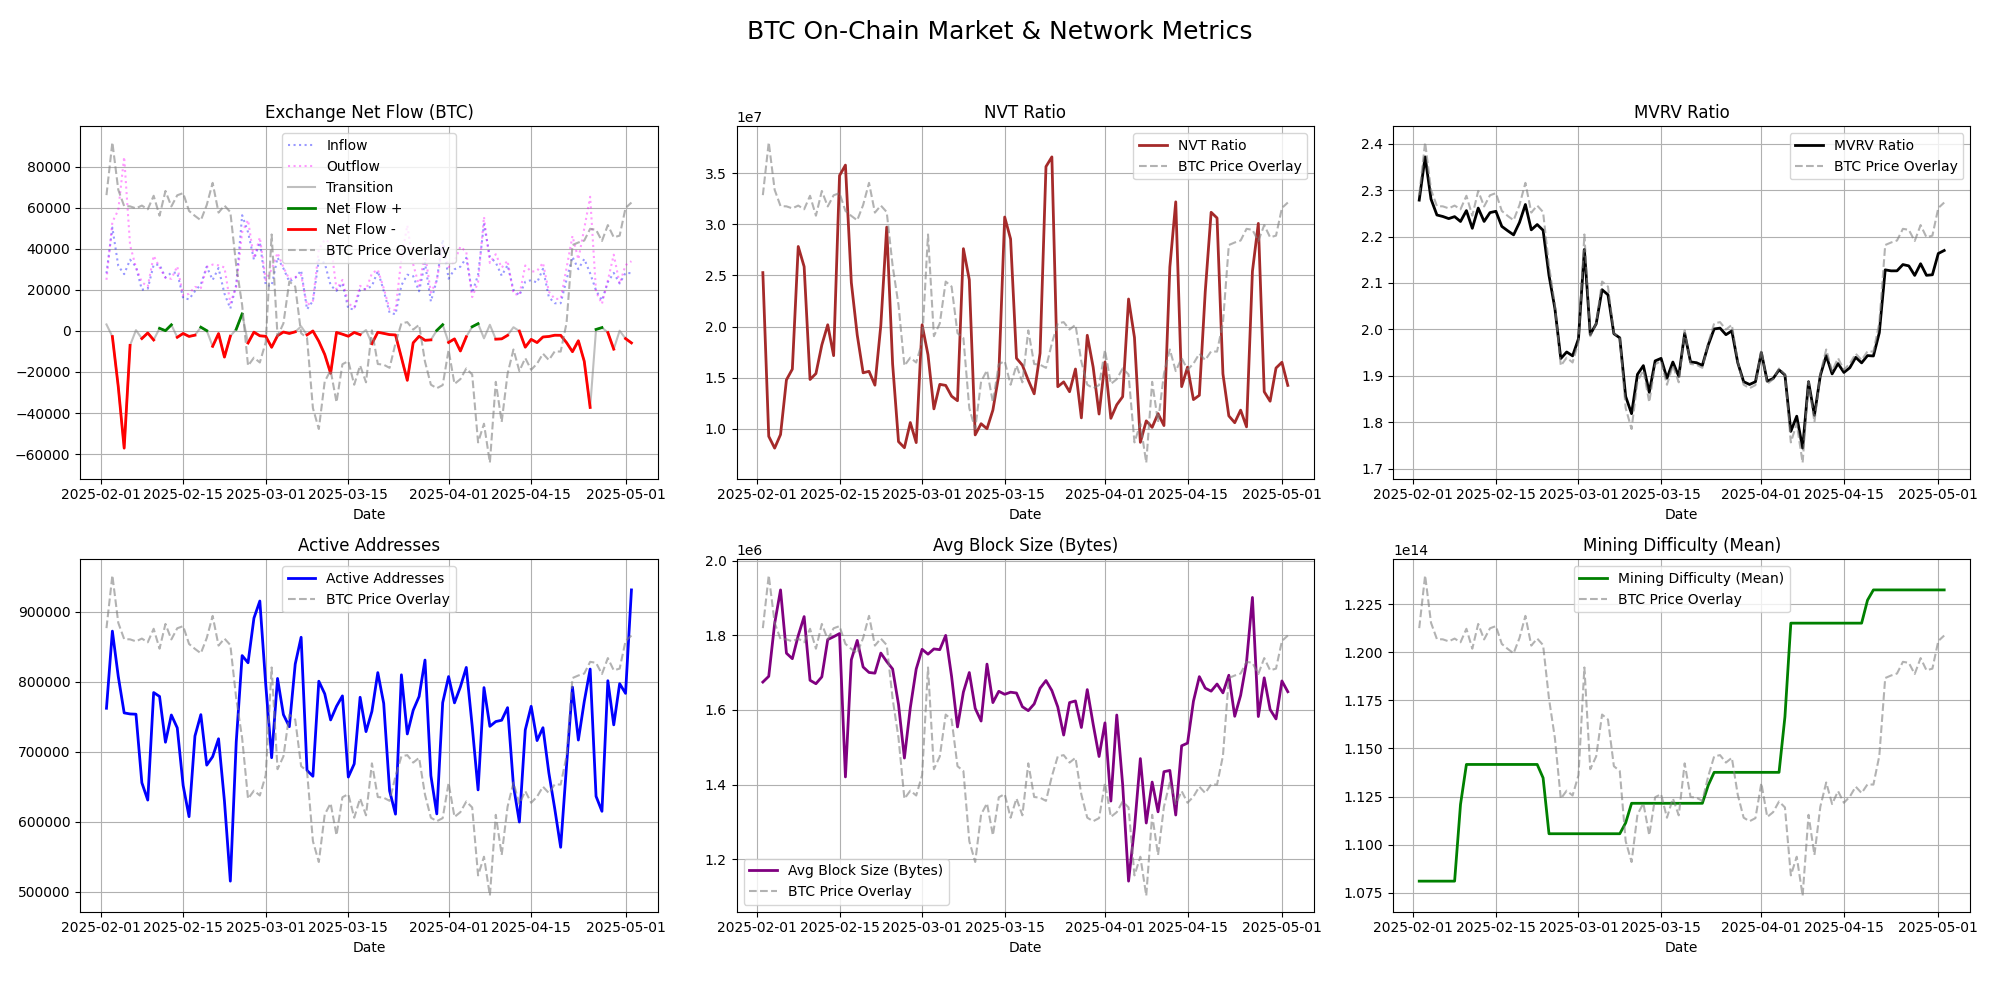 BTC On-Chain Market & Network Metrics
Exchange Net Flow (BTC)
Inflow
Outflow
Transition
Net Flow +
Net Flow -
BTC Price Overlay
80000
60000
40000
20000
0
−20000
−40000
−60000
2025-02-01 2025-02-15 2025-03-01 2025-03-15 2025-04-01 2025-04-15 2025-05-01
Date
NVT Ratio
1e7
NVT Ratio
BTC Price Overlay
3.5
3.0
2.5
2.0
1.5
1.0
2025-02-01 2025-02-15 2025-03-01 2025-03-15 2025-04-01 2025-04-15 2025-05-01
Date
MVRV Ratio
MVRV Ratio
BTC Price Overlay
2.4
2.3
2.2
2.1
2.0
1.9
1.8
1.7
2025-02-01 2025-02-15 2025-03-01 2025-03-15 2025-04-01 2025-04-15 2025-05-01
Date
Active Addresses
Active Addresses
BTC Price Overlay
900000
800000
700000
600000
500000
2025-02-01 2025-02-15 2025-03-01 2025-03-15 2025-04-01 2025-04-15 2025-05-01
Date
Avg Block Size (Bytes)
1e6
2.0
1.8
1.6
1.4
1.2
Avg Block Size (Bytes)
BTC Price Overlay
2025-02-01 2025-02-15 2025-03-01 2025-03-15 2025-04-01 2025-04-15 2025-05-01
Date
Mining Difficulty (Mean)
1e14
Mining Difficulty (Mean)
BTC Price Overlay
1.225
1.200
1.175
1.150
1.125
1.100
1.075
2025-02-01 2025-02-15 2025-03-01 2025-03-15 2025-04-01 2025-04-15 2025-05-01
Date